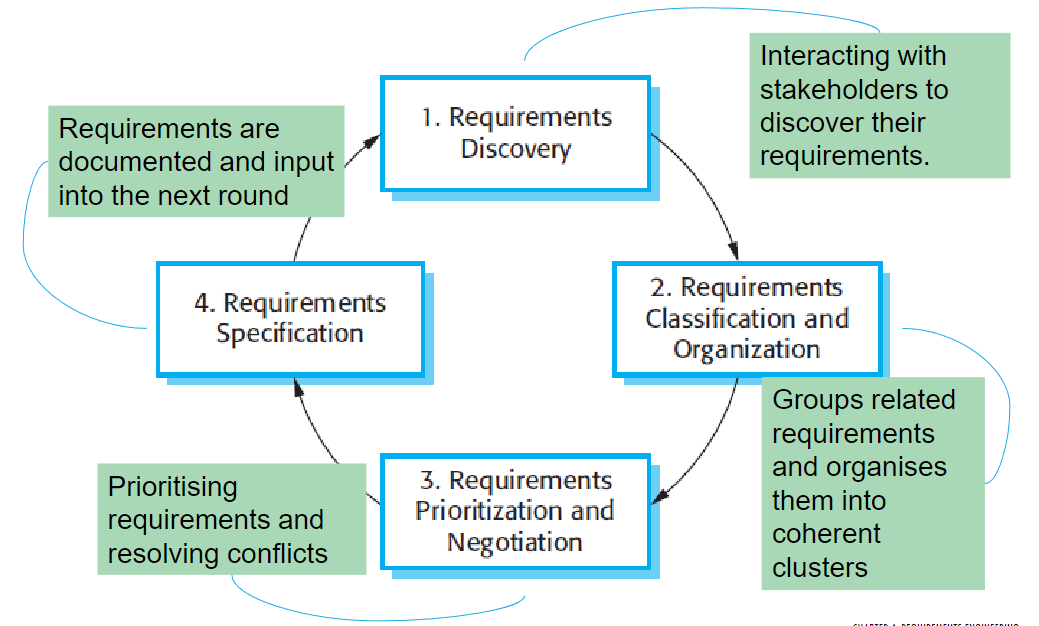 1. Requirements
Discovery
Interacting with
stakeholders to
discover their
requirements.
2. Requirements
Classification and
Organization
Groups related
requirements
and organises
them into
coherent
clusters
3. Requirements
Prioritization and
Negotiation
Prioritising
requirements and
resolving conflicts
4. Requirements
Specification
Requirements are
documented and input
into the next round